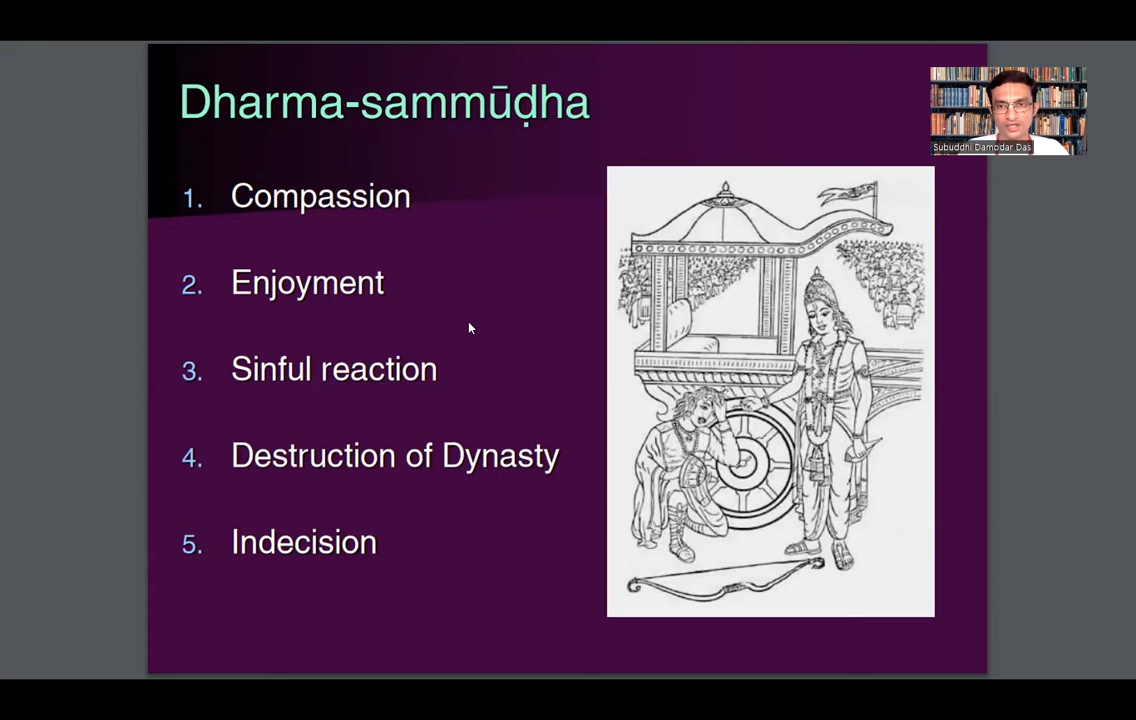 Dharma-sammūḍha
1. Compassion
2. Enjoyment
3. Sinful reaction
4. Destruction of Dynasty
5. Indecision
Subuddhi Damodar Das